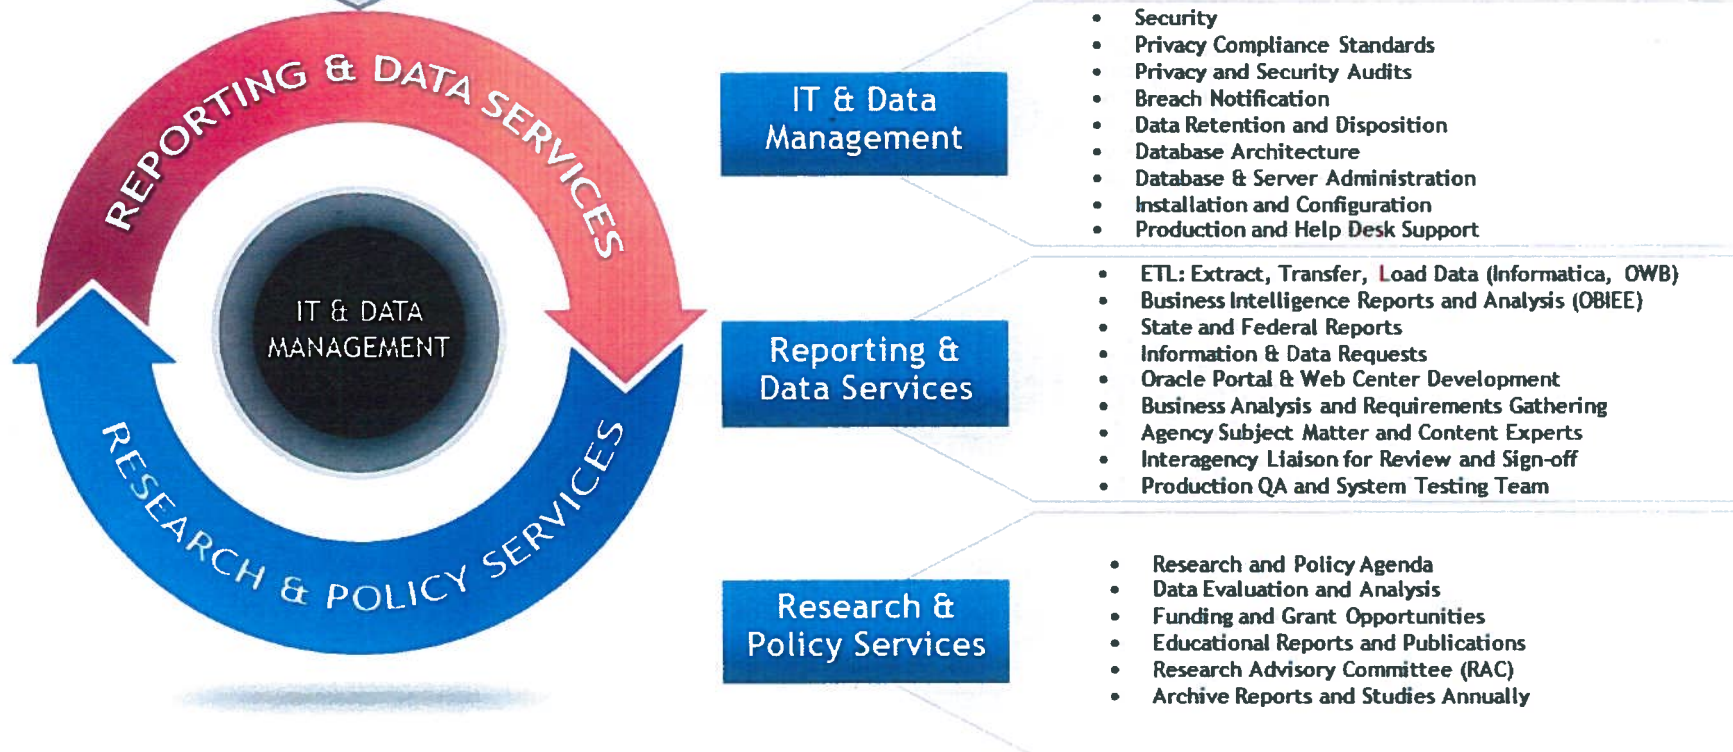 REPORTING & DATA SERVICES
IT & DATA
MANAGEMENT
RESEARCH & POLICY SERVICES
IT & Data
Management
• Security
• Privacy Compliance Standards
• Privacy and Security Audits
• Breach Notification
• Data Retention and Disposition
• Database Architecture
• Database & Server Administration
• Installation and Configuration
• Production and Help Desk Support
Reporting &
Data Services
• ETL: Extract, Transfer, Load Data (Informatica, OWB)
• Business Intelligence Reports and Analysis (OBIEE)
• State and Federal Reports
• Information & Data Requests
• Oracle Portal & Web Center Development
• Business Analysis and Requirements Gathering
• Agency Subject Matter and Content Experts
• Interagency Liaison for Review and Sign-off
• Production QA and System Testing Team
Research &
Policy Services
• Research and Policy Agenda
• Data Evaluation and Analysis
• Funding and Grant Opportunities
• Educational Reports and Publications
• Research Advisory Committee (RAC)
• Archive Reports and Studies Annually